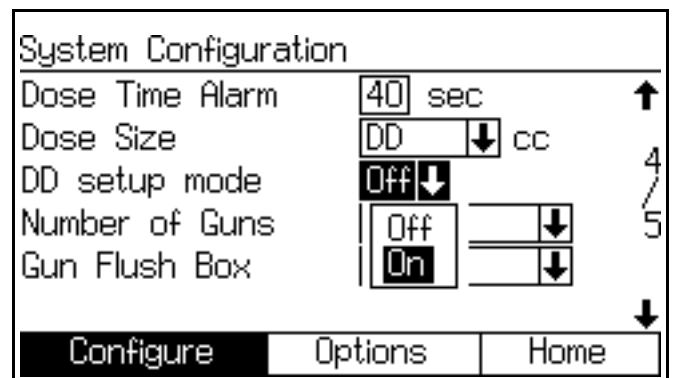 System Configuration
Dose Time Alarm 40 sec
Dose Size DD cc
DD setup mode Off
4
/
Number of Guns Off
5
Gun Flush Box On
Configure Options Home